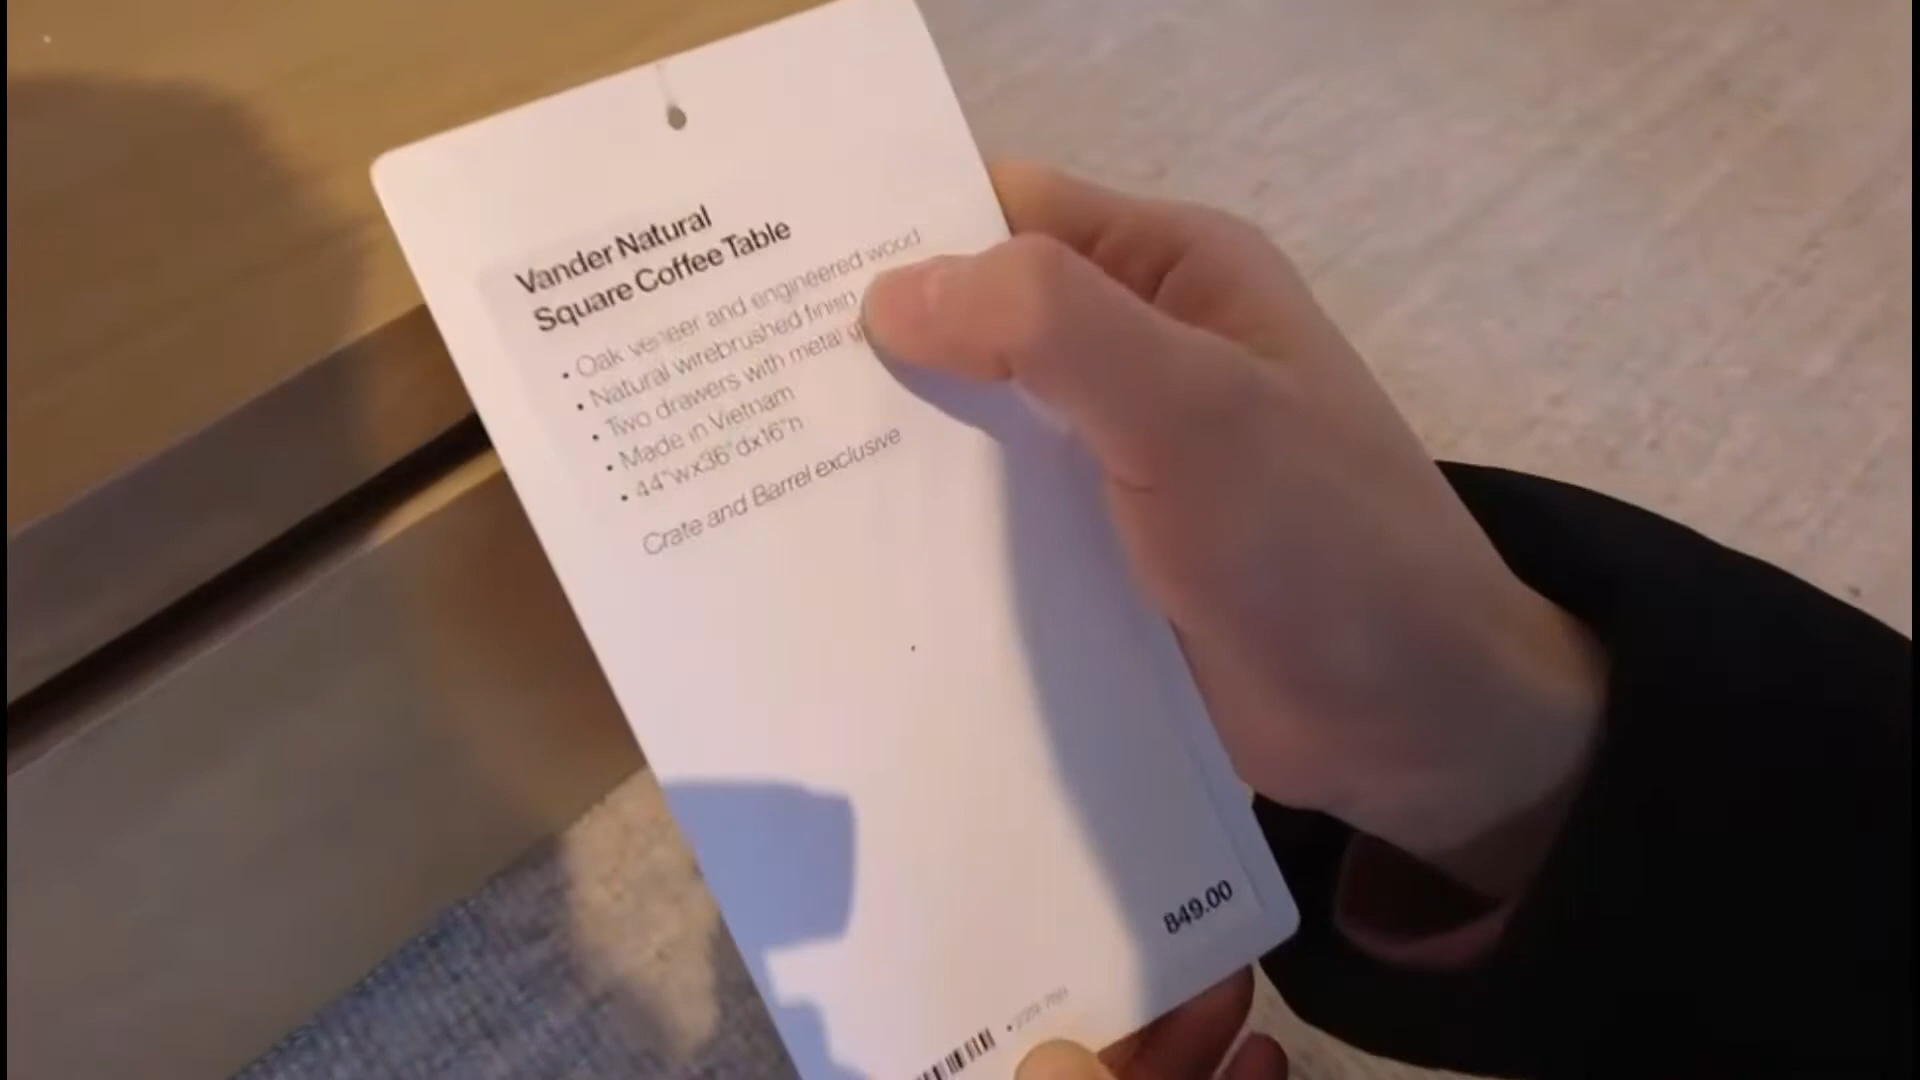 Vander Natural
Square Coffee Table
• Oak veneer and engineered wood
• Natural wirebrushed finish
• Two drawers with metal
• Made in Vietnam
• 44"wx36"dx16"h
Crate and Barrel exclusive
849.00